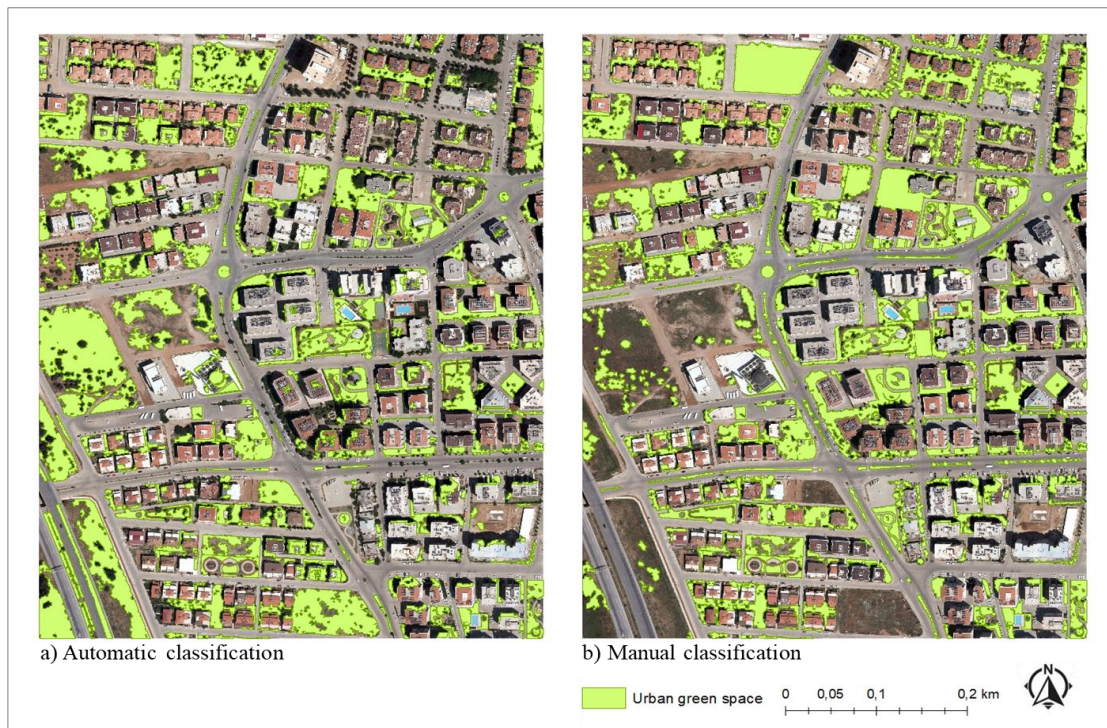 a) Automatic classification
b) Manual classification
Urban green space
0 0,05 0,1 0,2 km
N